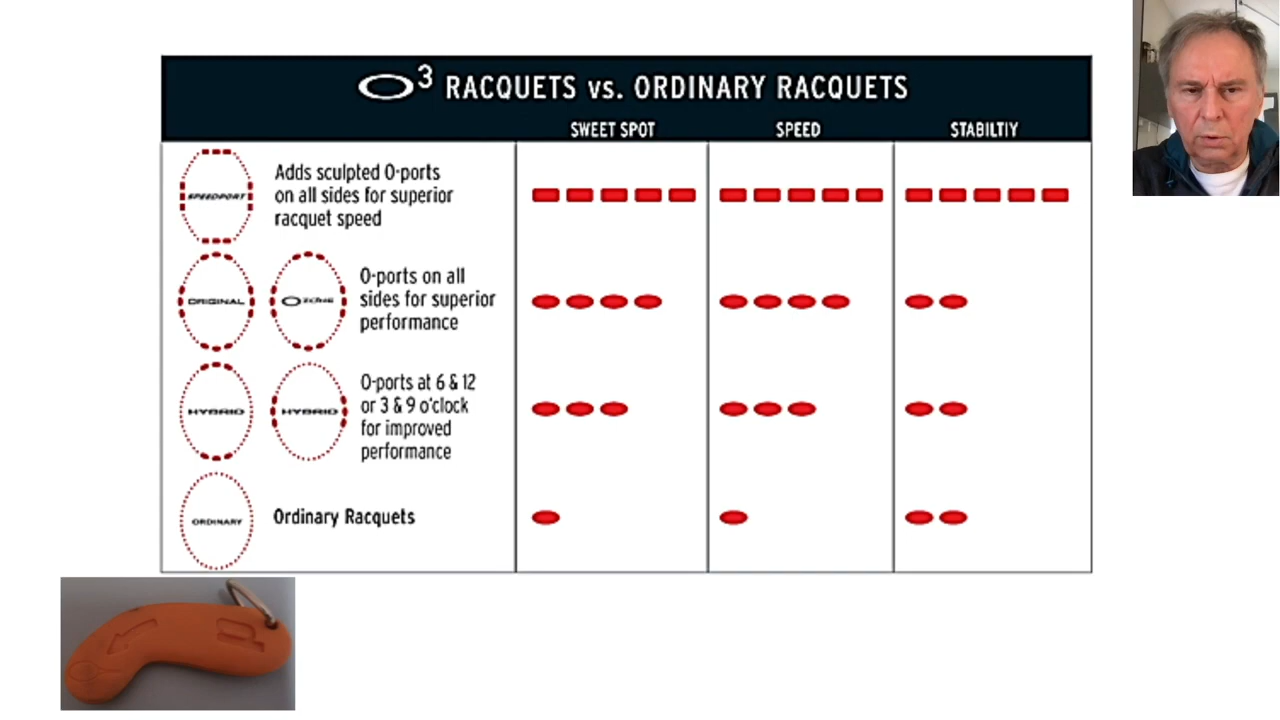 O3 RACQUETS vs. ORDINARY RACQUETS
SWEET SPOT SPEED STABILTIY
SPEEDPORT
Adds sculpted O-ports
on all sides for superior
racquet speed
ORIGINAL
OZONE
O-ports on all
sides for superior
performance
HYBRID
HYBRID
O-ports at 6 & 12
or 3 & 9 o'clock
for improved
performance
ORDINARY
Ordinary Racquets